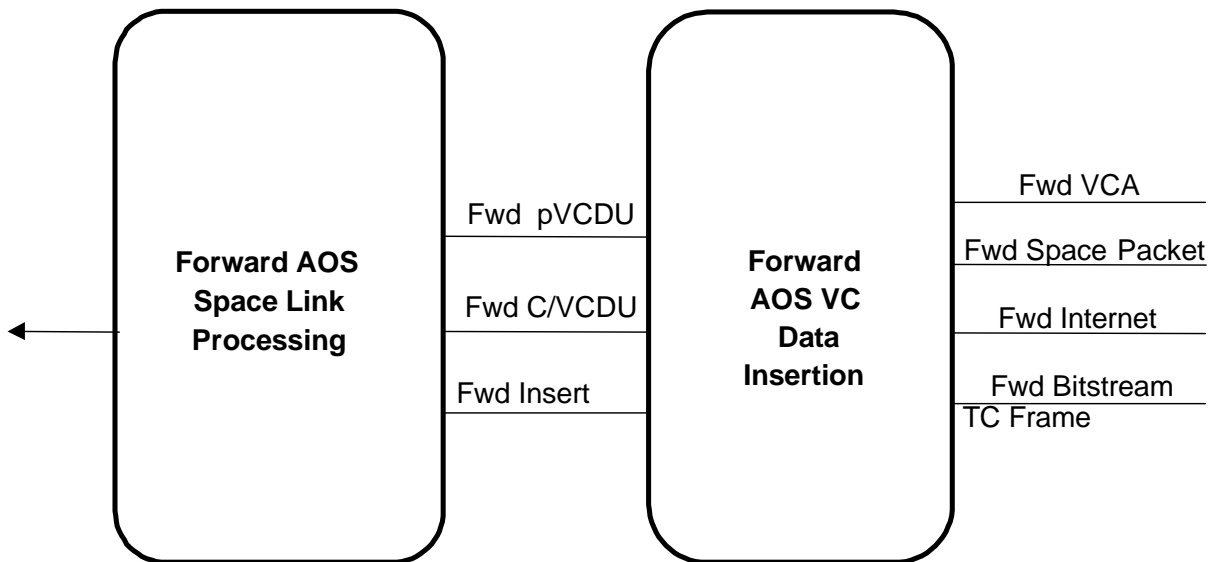 Forward AOS
Space Link
Processing
Fwd pVCDU
Fwd C/VCDU
Fwd Insert
Forward
AOS VC
Data
Insertion
Fwd VCA
Fwd Space Packet
Fwd Internet
Fwd Bitstream
TC Frame